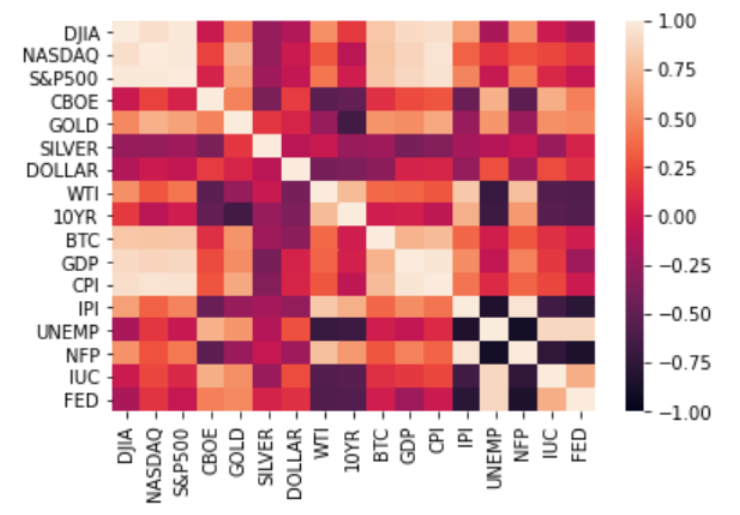 DJIA
NASDAQ
S&P500
CBOE
GOLD
SILVER
DOLLAR
WTI
10YR
BTC
GDP
CPI
IPI
UNEMP
NFP
IUC
FED
DJIA
NASDAQ
S&P500
CBOE
GOLD
SILVER
DOLLAR
WTI
10YR
BTC
GDP
CPI
IPI
UNEMP
NFP
IUC
FED
1.00
0.75
0.50
0.25
0.00
−0.25
−0.50
−0.75
−1.00